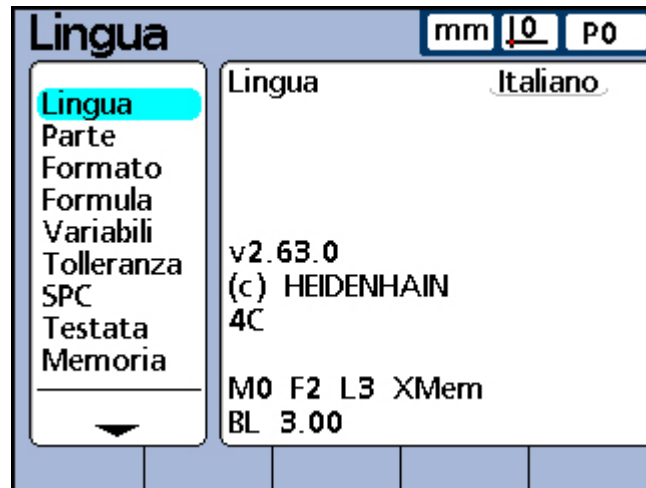 Lingua
mm 0 P0
Lingua
Parte
Formato
Formula
Variabili
Tolleranza
SPC
Testata
Memoria
Lingua Italiano
v2.63.0
(c) HEIDENHAIN
4C
M0 F2 L3 XMem
BL 3.00